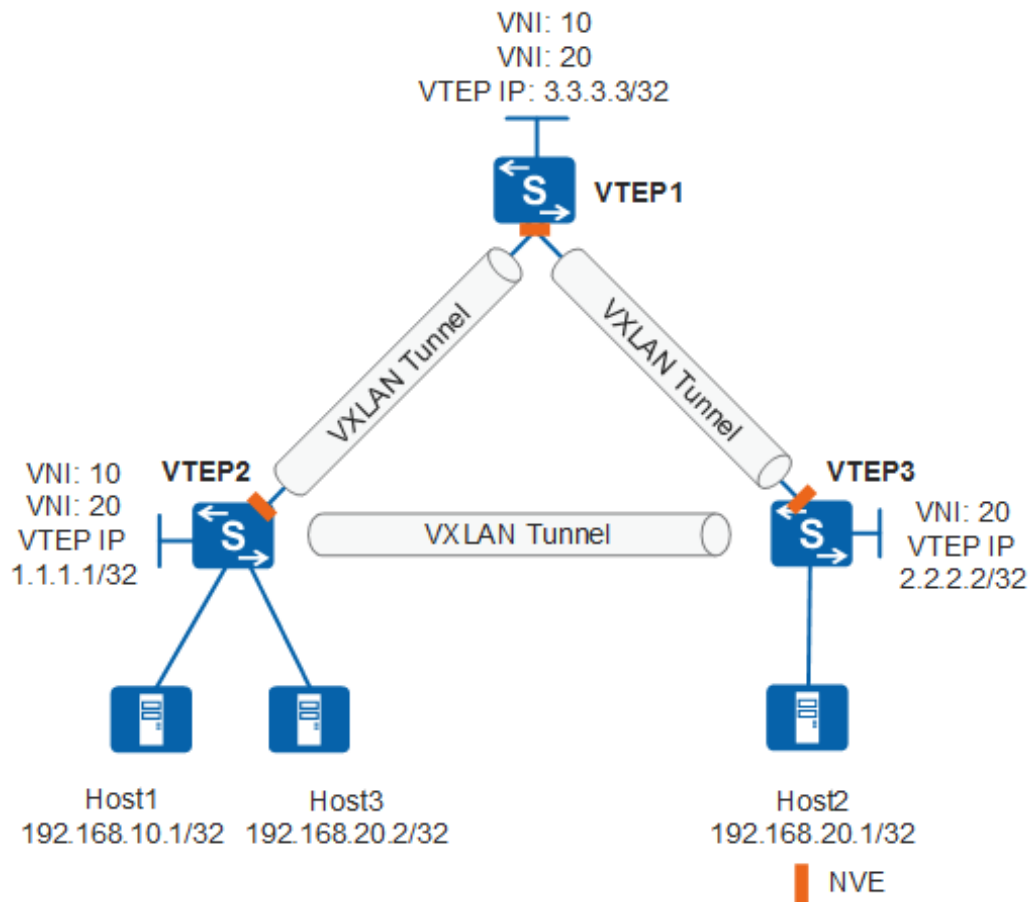 VNI: 10
VNI: 20
VTEP IP: 3.3.3.3/32
S
VTEP1
VXLAN Tunnel
VXLAN Tunnel
VNI: 10
VNI: 20
VTEP IP
1.1.1.1/32
VTEP2
S
VXLAN Tunnel
VTEP3
S
VNI: 20
VTEP IP
2.2.2.2/32
Host1
192.168.10.1/32
Host3
192.168.20.2/32
Host2
192.168.20.1/32
NVE